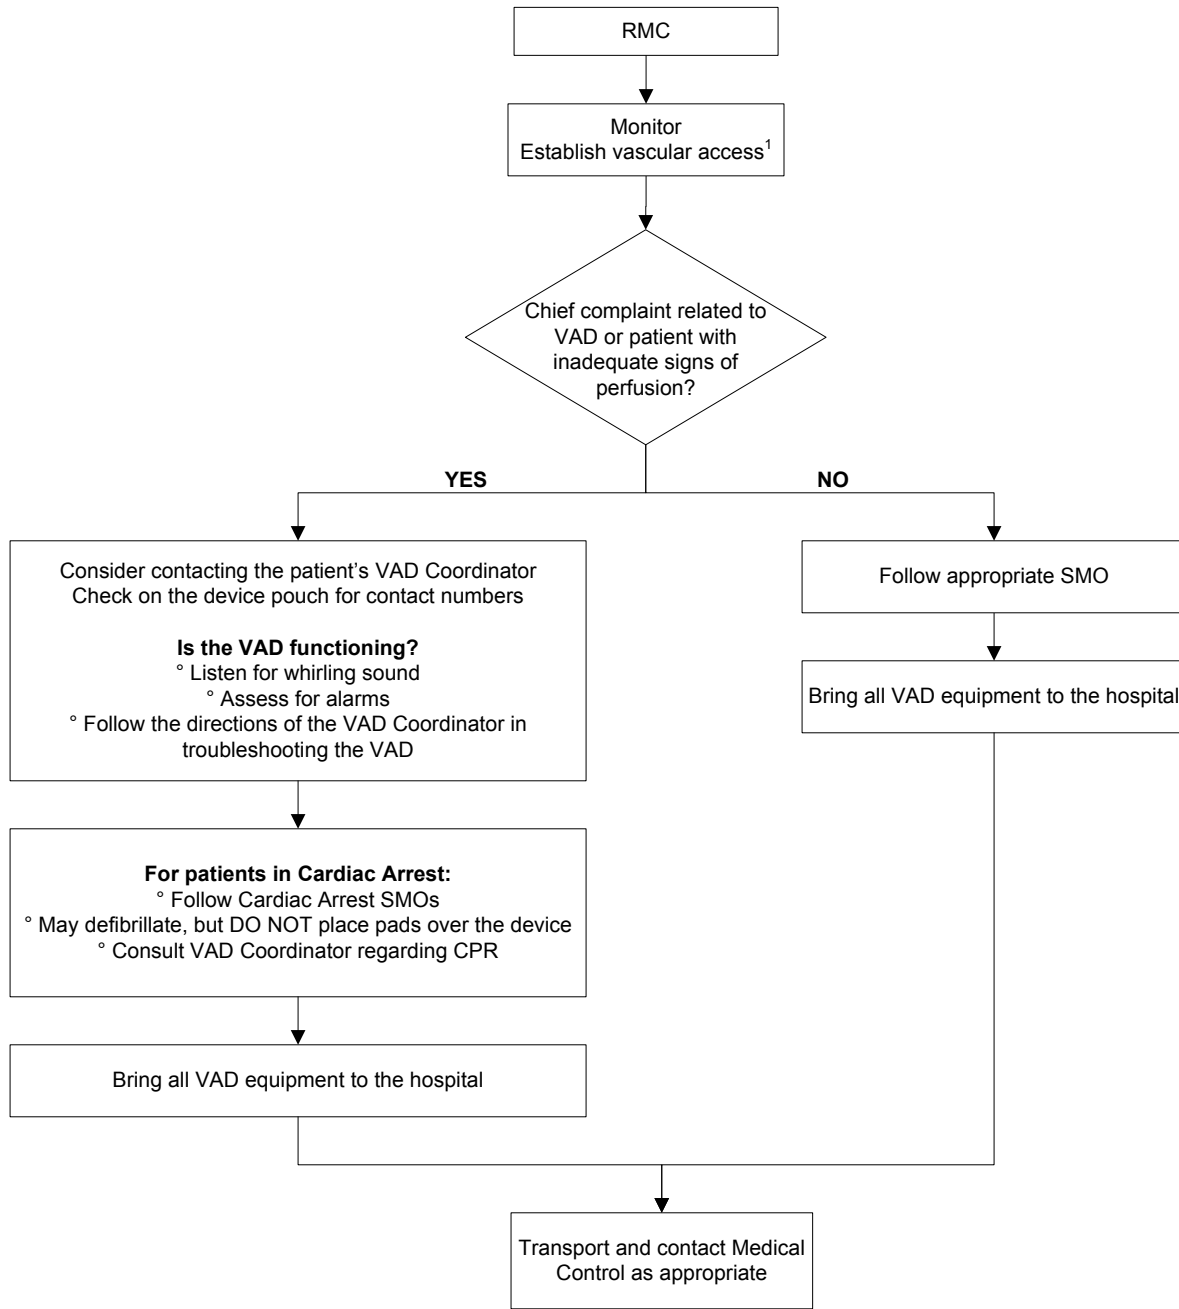 RMC
Monitor
Establish vascular access1
Chief complaint related to
VAD or patient with
inadequate signs of
perfusion?
YES
NO
Consider contacting the patient's VAD Coordinator
Check on the device pouch for contact numbers
Is the VAD functioning?
° Listen for whirling sound
° Assess for alarms
° Follow the directions of the VAD Coordinator in
troubleshooting the VAD
Follow appropriate SMO
Bring all VAD equipment to the hospital
For patients in Cardiac Arrest:
° Follow Cardiac Arrest SMOs
° May defibrillate, but DO NOT place pads over the device
° Consult VAD Coordinator regarding CPR
Bring all VAD equipment to the hospital
Transport and contact Medical
Control as appropriate